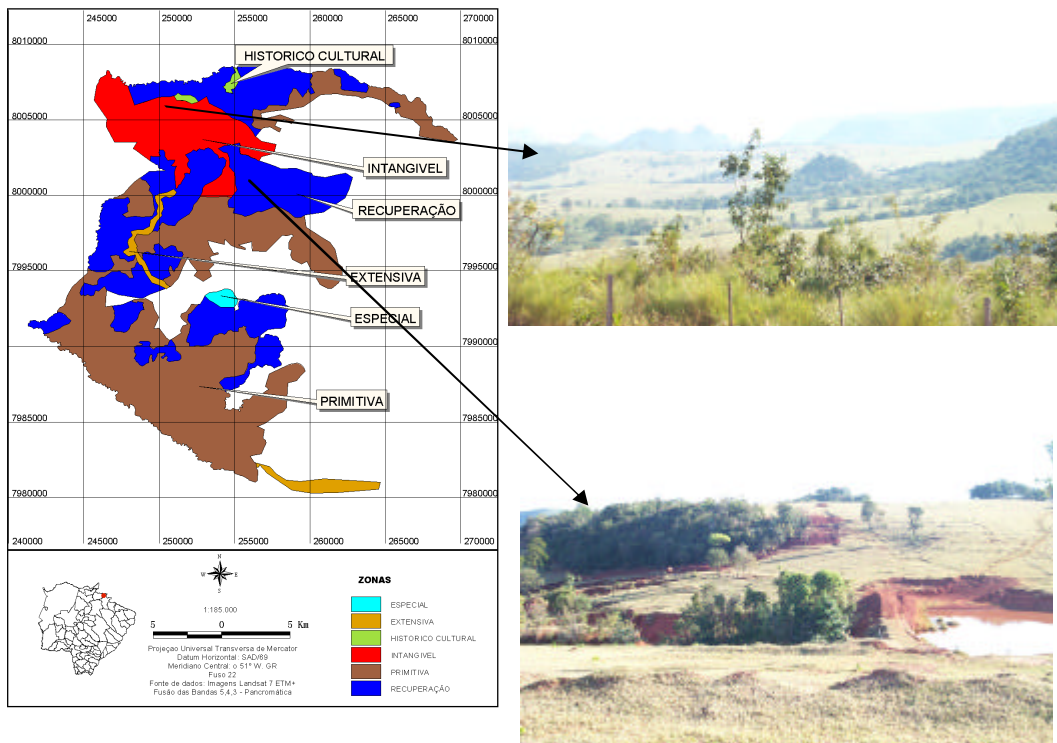 245000 250000 255000 260000 265000 270000
8010000 8010000
HISTORICO CULTURAL
8005000 8005000
INTANGIVEL
8000000 8000000
RECUPERAÇÃO
7995000 7995000
EXTENSIVA
ESPECIAL
7990000 7990000
PRIMITIVA
7985000 7985000
7980000 7980000
240000 245000 250000 255000 260000 265000 270000
N
W E
S
1:185.000
5 0 5 Km
Projeçao Universal Transversa de Mercator
Datum Horizontal: SAD/69
Meridiano Central: o 51° W. GR
Fuso 22
Fonte de dados: Imagens Landsat 7 ETM+
Fusão das Bandas 5,4,3 - Pancromática
ZONAS
ESPECIAL
EXTENSIVA
HISTORICO CULTURAL
INTANGIVEL
PRIMITIVA
RECUPERAÇÃO